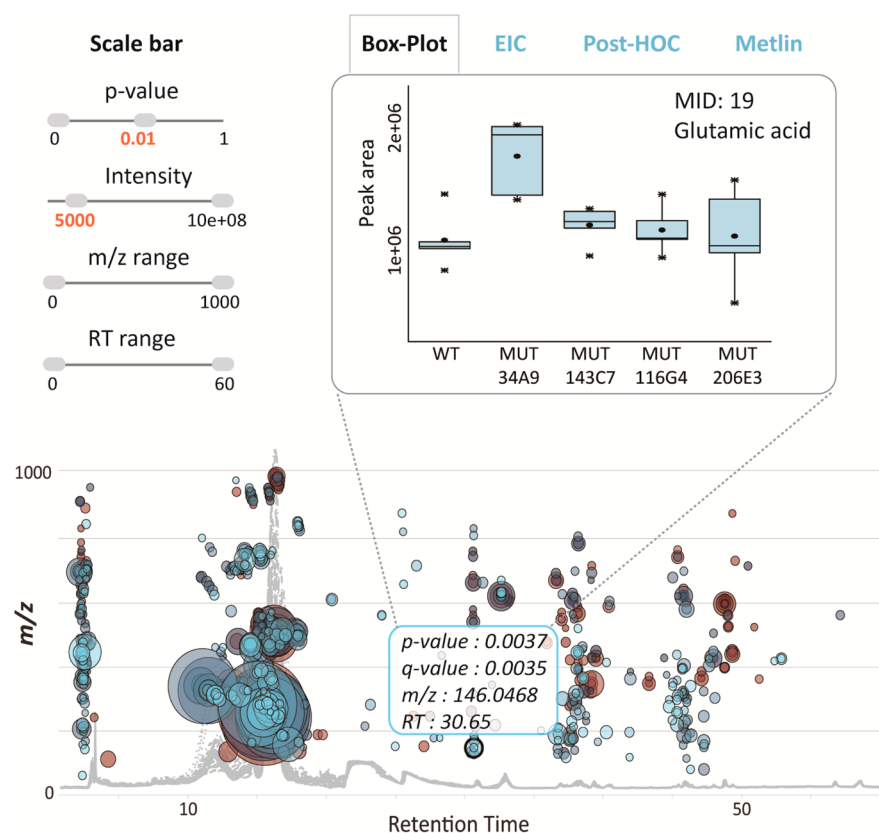 Scale bar
p-value
0 0.01 1
Intensity
5000 10e+08
m/z range
0 1000
RT range
0 60
Box-Plot EIC Post-HOC Metlin
MID: 19
Glutamic acid
Peak area
2e+06
1e+06
WT MUT MUT MUT MUT
34A9 143C7 116G4 206E3
1000
m/z
p-value : 0.0037
q-value : 0.0035
m/z : 146.0468
RT : 30.65
0
10 50
Retention Time